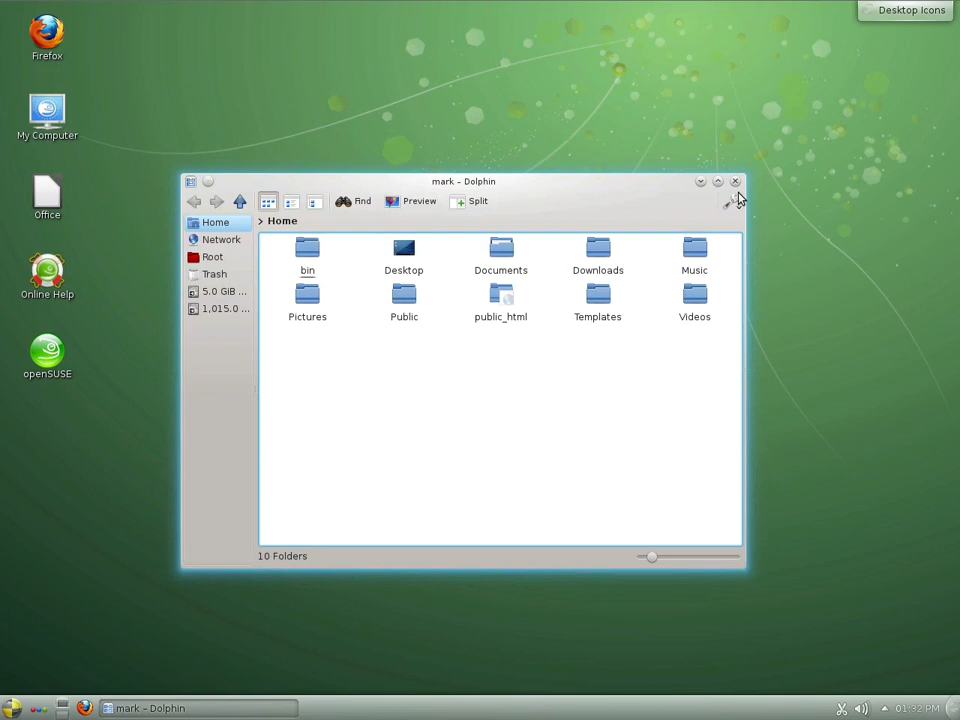 Desktop Icons
Firefox
My Computer
Office
Online Help
openSUSE
mark – Dolphin
Find Preview Split
Home > Home
Network
Root
Trash
5.0 GiB ...
1,015.0 ...
bin Desktop Documents Downloads Music
Pictures Public public_html Templates Videos
10 Folders
mark – Dolphin
01:32 PM